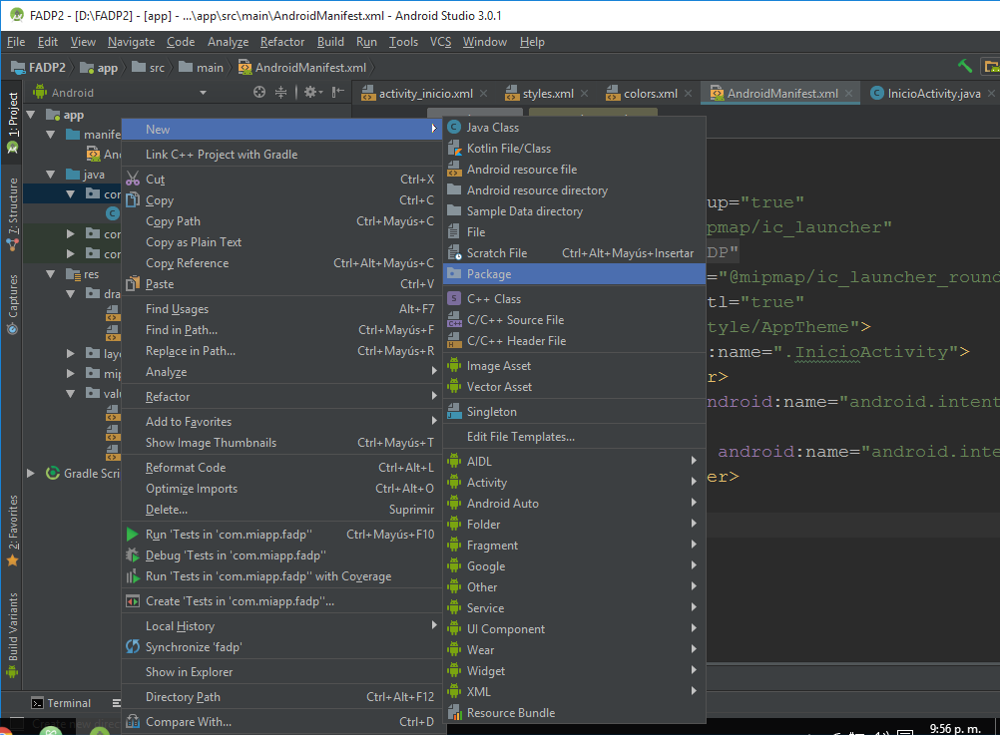 FADP2 - [D:\FADP2] - [app] - ...\app\src\main\AndroidManifest.xml - Android Studio 3.0.1
File Edit View Navigate Code Analyze Refactor Build Run Tools VCS Window Help
FADP2 app src main AndroidManifest.xml
Android
activity_inicio.xml styles.xml colors.xml AndroidManifest.xml InicioActivity.java
1: Project
7: Structure
Captures
2: Favorites
Build Variants
app
manife
An
java
cor
cor
cor
res
dra
layo
mip
valu
Gradle Scri
New
Link C++ Project with Gradle
Cut Ctrl+X
Copy Ctrl+C
Copy Path Ctrl+Mayús+C
Copy as Plain Text
Copy Reference Ctrl+Alt+Mayús+C
Paste Ctrl+V
Find Usages Alt+F7
Find in Path... Ctrl+Mayús+F
Replace in Path... Ctrl+Mayús+R
Analyze
Refactor
Add to Favorites
Show Image Thumbnails Ctrl+Mayús+T
Reformat Code Ctrl+Alt+L
Optimize Imports Ctrl+Alt+O
Delete... Suprimir
Run 'Tests in 'com.miapp.fadp'' Ctrl+Mayús+F10
Debug 'Tests in 'com.miapp.fadp''
Run 'Tests in 'com.miapp.fadp'' with Coverage
Create 'Tests in 'com.miapp.fadp''...
Local History
Synchronize 'fadp'
Show in Explorer
Directory Path Ctrl+Alt+F12
Compare With... Ctrl+D
Java Class
Kotlin File/Class
Android resource file
Android resource directory
Sample Data directory
File
Scratch File Ctrl+Alt+Mayús+Insertar
Package
C++ Class
C/C++ Source File
C/C++ Header File
Image Asset
Vector Asset
Singleton
Edit File Templates...
AIDL
Activity
Android Auto
Folder
Fragment
Google
Other
Service
UI Component
Wear
Widget
XML
Resource Bundle
up="true"
pmap/ic_launcher"
DP"
="@mipmap/ic_launcher_round
tl="true"
style/AppTheme">
:name=".InicioActivity">
r>
ndroid:name="android.intent
android:name="android.inte
er>
Terminal
Create new direc
9:56 p. m.